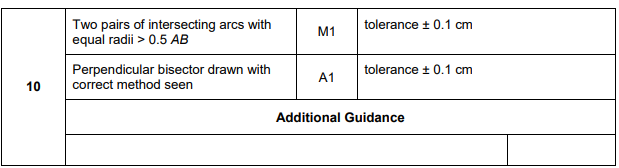 10
Two pairs of intersecting arcs with
equal radii > 0.5 AB
M1
tolerance ± 0.1 cm
Perpendicular bisector drawn with
correct method seen
A1
tolerance ± 0.1 cm
Additional Guidance